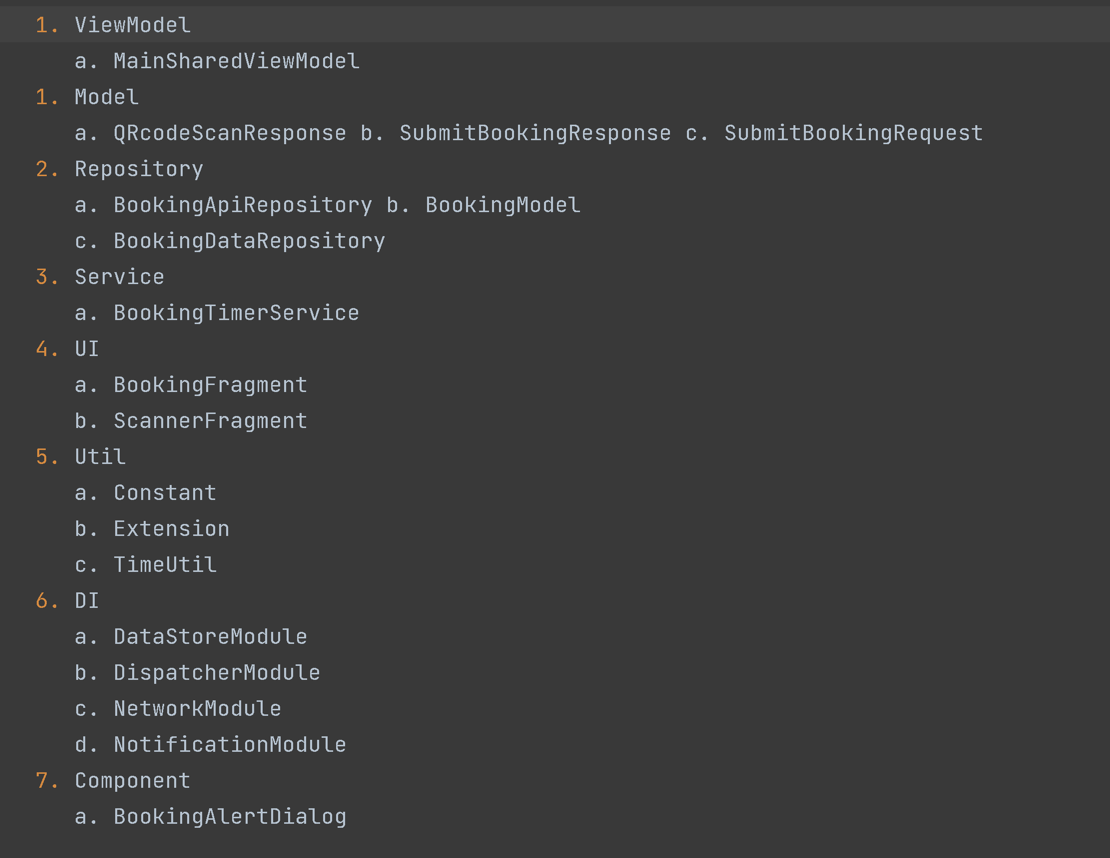 1. ViewModel
a. MainSharedViewModel
1. Model
a. QRcodeScanResponse b. SubmitBookingResponse c. SubmitBookingRequest
2. Repository
a. BookingApiRepository b. BookingModel
c. BookingDataRepository
3. Service
a. BookingTimerService
4. UI
a. BookingFragment
b. ScannerFragment
5. Util
a. Constant
b. Extension
c. TimeUtil
6. DI
a. DataStoreModule
b. DispatcherModule
c. NetworkModule
d. NotificationModule
7. Component
a. BookingAlertDialog